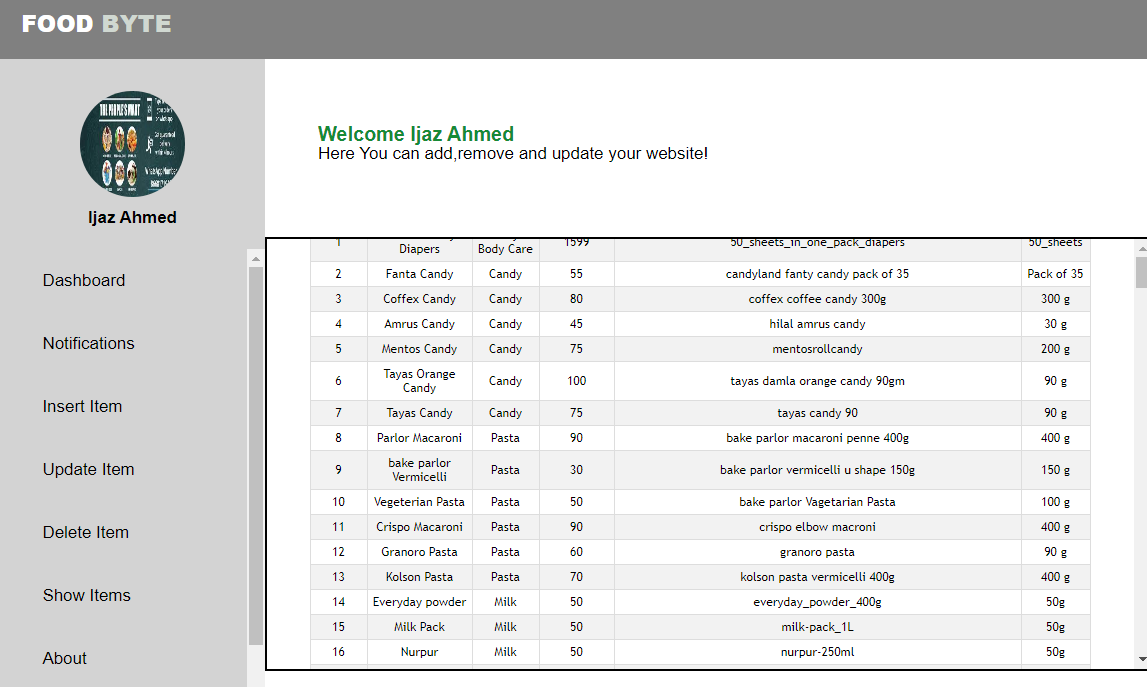 FOOD BYTE
THE PEOPLE'S MART
Ijaz Ahmed
Dashboard
Notifications
Insert Item
Update Item
Delete Item
Show Items
About
Welcome Ijaz Ahmed
Here You can add,remove and update your website!
1 Diapers Body Care 1599 50_sheets_in_one_pack_diapers 50_sheets
2 Fanta Candy Candy 55 candyland fanty candy pack of 35 Pack of 35
3 Coffex Candy Candy 80 coffex coffee candy 300g 300 g
4 Amrus Candy Candy 45 hilal amrus candy 30 g
5 Mentos Candy Candy 75 mentosrollcandy 200 g
6 Tayas Orange Candy Candy 100 tayas damla orange candy 90gm 90 g
7 Tayas Candy Candy 75 tayas candy 90 90 g
8 Parlor Macaroni Pasta 90 bake parlor macaroni penne 400g 400 g
9 bake parlor Vermicelli Pasta 30 bake parlor vermicelli u shape 150g 150 g
10 Vegeterian Pasta Pasta 50 bake parlor Vagetarian Pasta 100 g
11 Crispo Macaroni Pasta 90 crispo elbow macroni 400 g
12 Granoro Pasta Pasta 60 granoro pasta 90 g
13 Kolson Pasta Pasta 70 kolson pasta vermicelli 400g 400 g
14 Everyday powder Milk 50 everyday_powder_400g 50g
15 Milk Pack Milk 50 milk-pack_1L 50g
16 Nurpur Milk 50 nurpur-250ml 50g